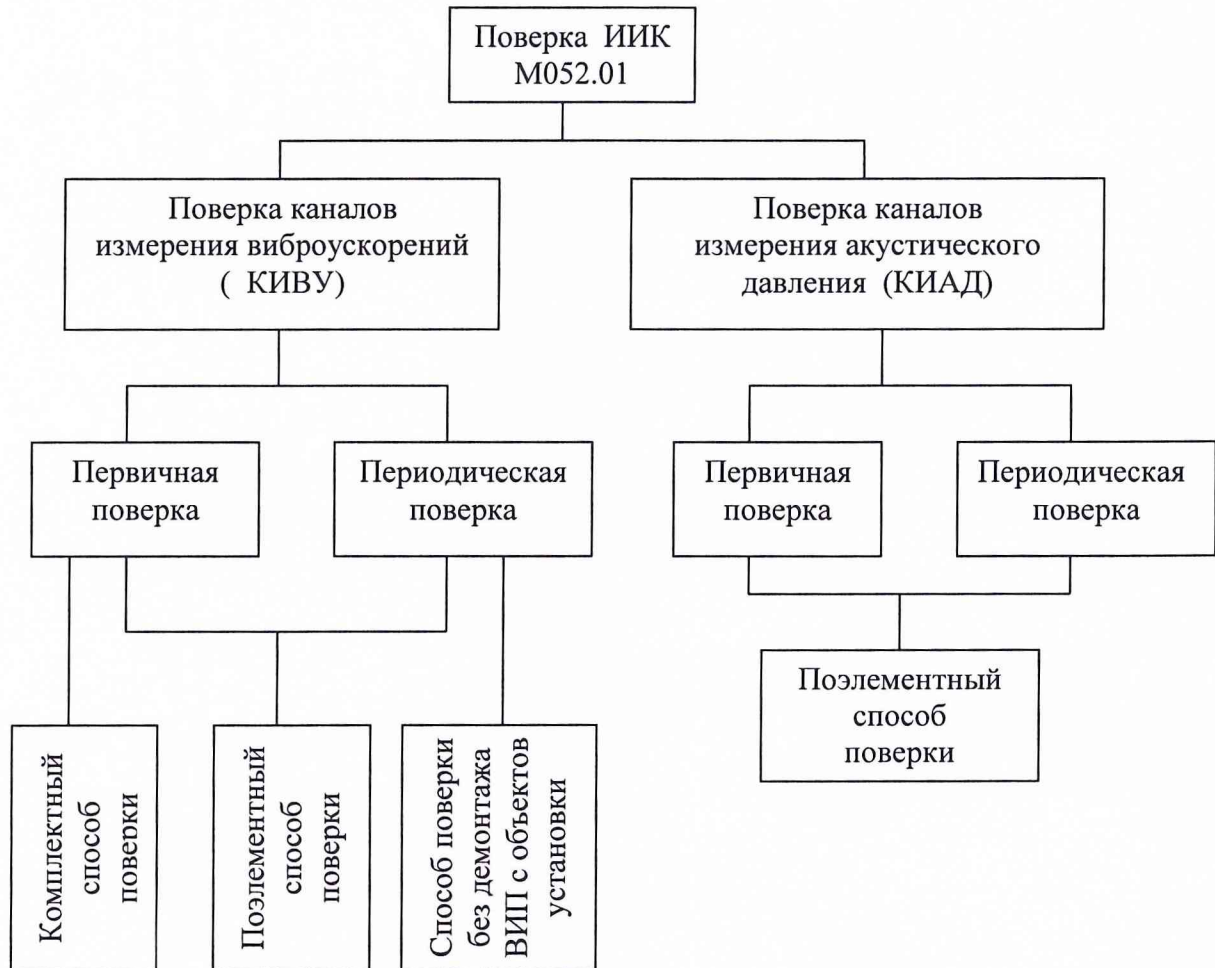 Поверка ИИК
М052.01
Поверка каналов
измерения виброускорений
( КИВУ)
Поверка каналов
измерения акустического
давления (КИАД)
Первичная
поверка
Периодическая
поверка
Первичная
поверка
Периодическая
поверка
Комплектный
способ
поверки
Поэлементный
способ
поверки
Способ поверки
без демонтажа
ВИП с объектов
установки
Поэлементный
способ
поверки